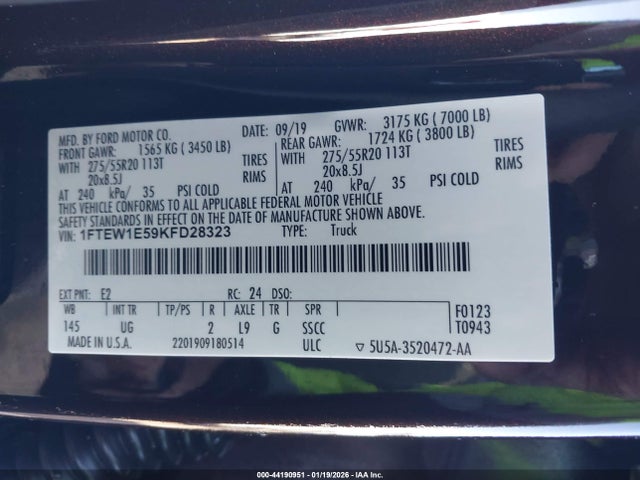 MFD. BY FORD MOTOR CO. 09/19 GVWR: 3175 KG ( 7000 LB)
FRONT GAWR: 1565 KG ( 3450 LB) REAR GAWR: 1724 KG ( 3800 LB)
WITH 275/55R20 113T TIRES WITH 275/55R20 113T TIRES
20x8.5J RIMS 20x8.5J RIMS
AT 240 kPa/ 35 PSI COLD AT 240 kPa/ 35 PSI COLD
THIS VEHICLE CONFORMS TO ALL APPLICABLE FEDERAL MOTOR VEHICLE
SAFETY STANDARDS IN EFFECT ON THE DATE OF MANUFACTURE SHOWN ABOVE.
VIN: 1FTEW1E59KFD28323 TYPE: Truck
EXT PNT: E2 RC: 24 DSO:
WB INT TR TP/PS R AXLE TR SPR F0123
145 UG 2 L9 G SSCC T0943
MADE IN U.S.A. 2201909180514 ULC ▽ 5U5A-3520472-AA
000-44190951 - 01/19/2026 - IAA Inc.